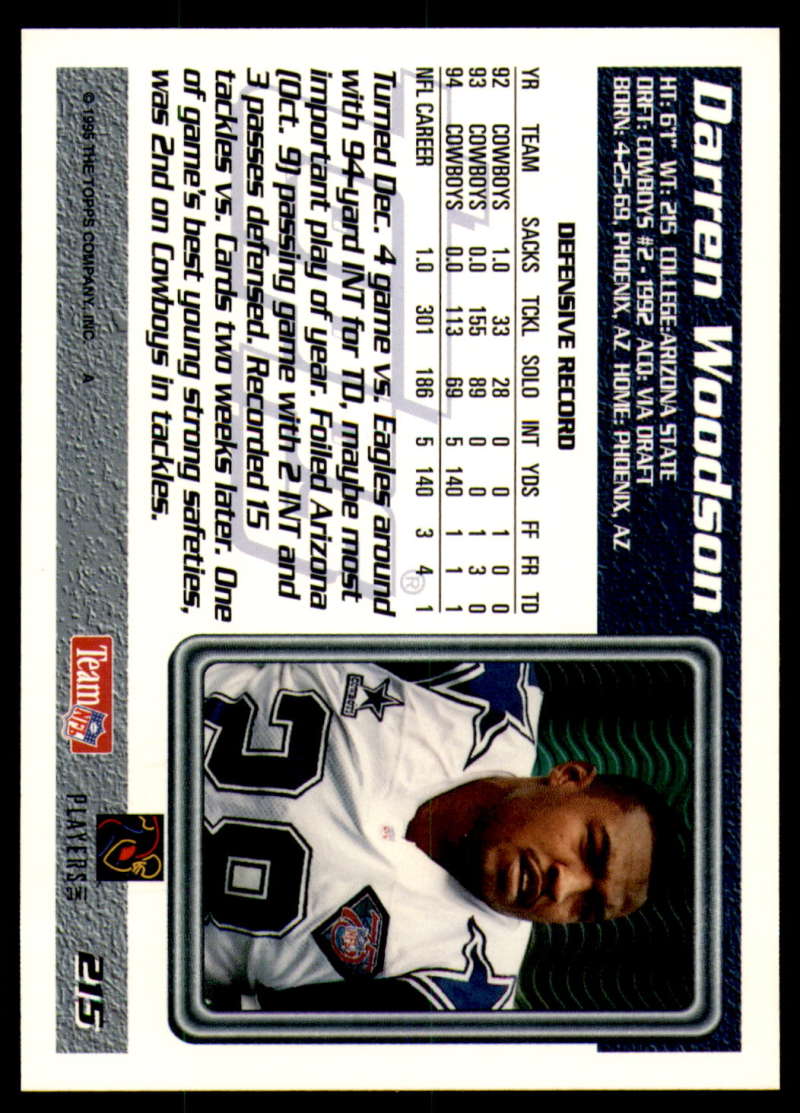 Darren Woodson
HT: 6'1" WT: 215 COLLEGE: ARIZONA STATE
DRFT: COWBOYS #2 - 1992 ACQ: VIA DRAFT
BORN: 4-25-69, PHOENIX, AZ HOME: PHOENIX, AZ
DEFENSIVE RECORD
YR TEAM SACKS TCKL SOLO INT YDS FF FR TD
92 COWBOYS 1.0 33 28 0 0 1 0 0
93 COWBOYS 0.0 155 89 0 0 1 3 0
94 COWBOYS 0.0 113 69 5 140 1 1 1
NFL CAREER 1.0 301 186 5 140 3 4 1
Turned Dec. 4 game vs. Eagles around
with 94-yard INT for TD, maybe most
important play of year. Foiled Arizona
(Oct. 9) passing game with 2 INT and
3 passes defensed. Recorded 15
tackles vs. Cards two weeks later. One
of game's best young strong safeties,
was 2nd on Cowboys in tackles.
®
COWBOYS
28
NFL
© 1995 THE TOPPS COMPANY, INC. A
Team NFL
PLAYERS INC
215